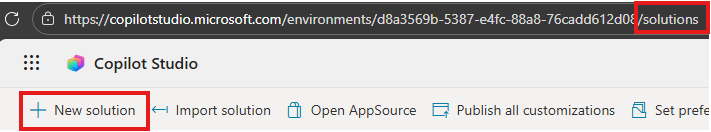 https://copilotstudio.microsoft.com/environments/d8a3569b-5387-e4fc-88a8-76cadd612d08/solutions
Copilot Studio
New solution Import solution Open AppSource Publish all customizations Set prefe